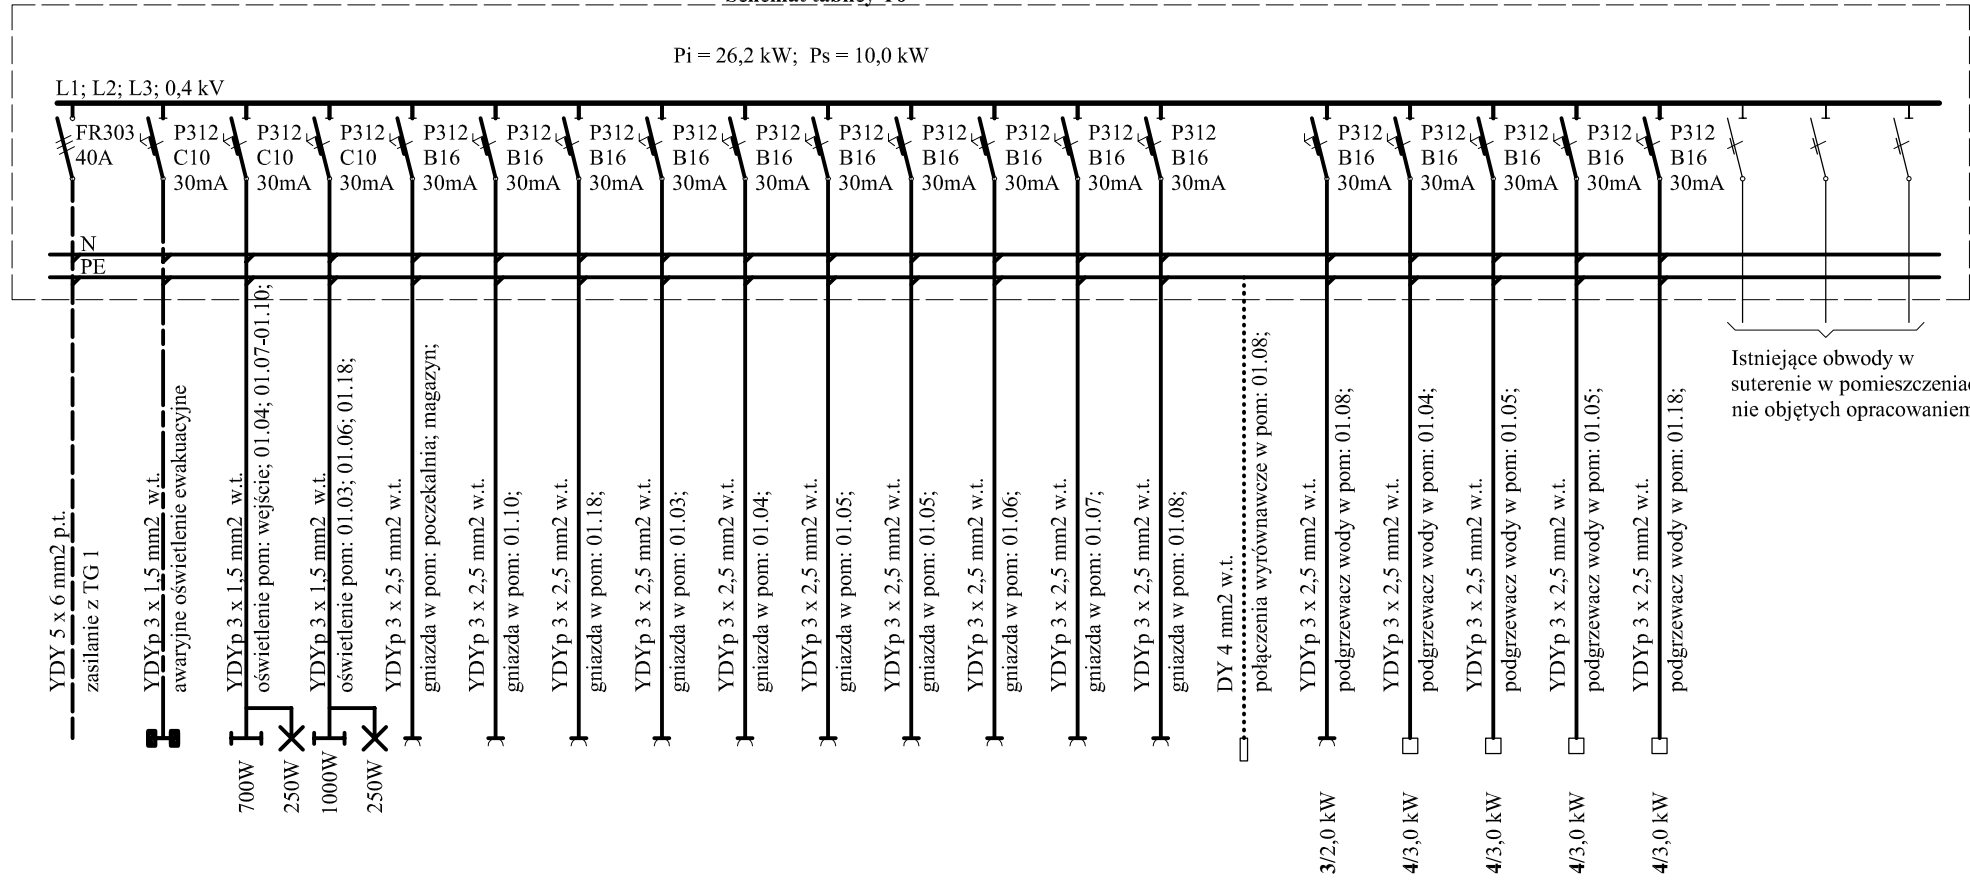 Schemat tablicy T0
Pi = 26,2 kW; Ps = 10,0 kW
L1; L2; L3; 0,4 kV
FR303
40A
P312
C10
30mA
P312
C10
30mA
P312
C10
30mA
P312
B16
30mA
P312
B16
30mA
P312
B16
30mA
P312
B16
30mA
P312
B16
30mA
P312
B16
30mA
P312
B16
30mA
P312
B16
30mA
P312
B16
30mA
P312
B16
30mA
P312
B16
30mA
P312
B16
30mA
P312
B16
30mA
P312
B16
30mA
P312
B16
30mA
N
PE
YDY 5 x 6 mm2 p.t.
zasilanie z TG 1
YDYp 3 x 1,5 mm2 w.t.
awaryjne oświetlenie ewakuacyjne
YDYp 3 x 1,5 mm2 w.t.
oświetlenie pom: wejście; 01.04; 01.07-01.10;
YDYp 3 x 1,5 mm2 w.t.
oświetlenie pom: 01.03; 01.06; 01.18;
YDYp 3 x 2,5 mm2 w.t.
gniazda w pom: poczekalnia; magazyn;
YDYp 3 x 2,5 mm2 w.t.
gniazda w pom: 01.10;
YDYp 3 x 2,5 mm2 w.t.
gniazda w pom: 01.18;
YDYp 3 x 2,5 mm2 w.t.
gniazda w pom: 01.03;
YDYp 3 x 2,5 mm2 w.t.
gniazda w pom: 01.04;
YDYp 3 x 2,5 mm2 w.t.
gniazda w pom: 01.05;
YDYp 3 x 2,5 mm2 w.t.
gniazda w pom: 01.05;
YDYp 3 x 2,5 mm2 w.t.
gniazda w pom: 01.06;
YDYp 3 x 2,5 mm2 w.t.
gniazda w pom: 01.07;
YDYp 3 x 2,5 mm2 w.t.
gniazda w pom: 01.08;
DY 4 mm2 w.t.
połączenia wyrównawcze w pom: 01.08;
YDYp 3 x 2,5 mm2 w.t.
podgrzewacz wody w pom: 01.08;
YDYp 3 x 2,5 mm2 w.t.
podgrzewacz wody w pom: 01.04;
YDYp 3 x 2,5 mm2 w.t.
podgrzewacz wody w pom: 01.05;
YDYp 3 x 2,5 mm2 w.t.
podgrzewacz wody w pom: 01.05;
YDYp 3 x 2,5 mm2 w.t.
podgrzewacz wody w pom: 01.18;
Istniejące obwody w
suterenie w pomieszczeniac
nie objętych opracowaniem
700W
250W
1000W
250W
3/2,0 kW
4/3,0 kW
4/3,0 kW
4/3,0 kW
4/3,0 kW